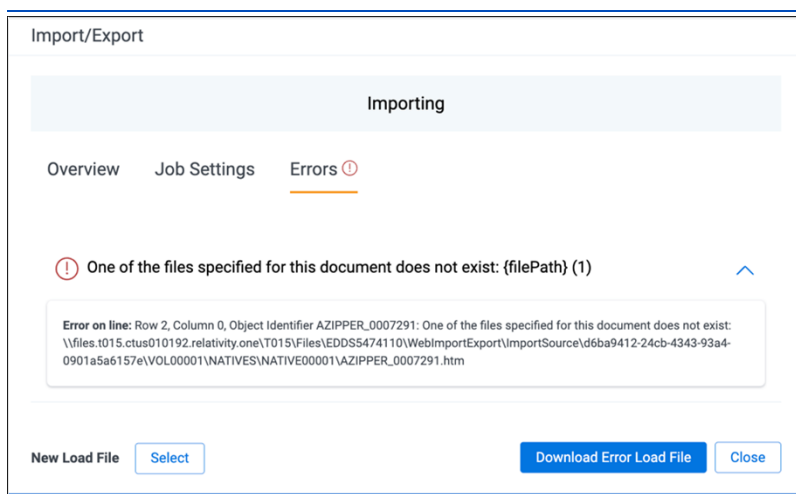 Import/Export
Importing
Overview Job Settings Errors
One of the files specified for this document does not exist: {filePath} (1)
Error on line: Row 2, Column 0, Object Identifier AZIPPER_0007291: One of the files specified for this document does not exist:
\\files.t015.ctus010192.relativity.one\T015\Files\EDDS5474110\WebImportExport\ImportSource\d6ba9412-24cb-4343-93a4-
0901a5a6157e\VOL00001\NATIVES\NATIVE00001\AZIPPER_0007291.htm
New Load File Select Download Error Load File Close